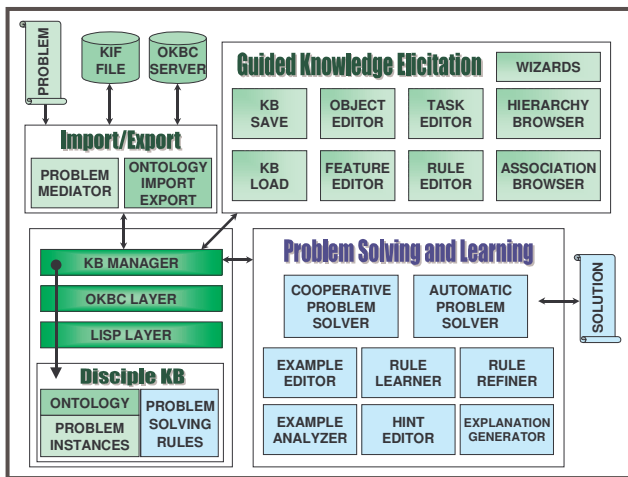 PROBLEM
KIF
FILE
OKBC
SERVER
Import/Export
PROBLEM
MEDIATOR
ONTOLOGY
IMPORT
EXPORT
Guided Knowledge Elicitation
WIZARDS
KB
SAVE
OBJECT
EDITOR
TASK
EDITOR
HIERARCHY
BROWSER
KB
LOAD
FEATURE
EDITOR
RULE
EDITOR
ASSOCIATION
BROWSER
KB MANAGER
OKBC LAYER
LISP LAYER
Disciple KB
ONTOLOGY
PROBLEM
INSTANCES
PROBLEM
SOLVING
RULES
Problem Solving and Learning
COOPERATIVE
PROBLEM
SOLVER
AUTOMATIC
PROBLEM
SOLVER
EXAMPLE
EDITOR
RULE
LEARNER
RULE
REFINER
EXAMPLE
ANALYZER
HINT
EDITOR
EXPLANATION
GENERATOR
SOLUTION